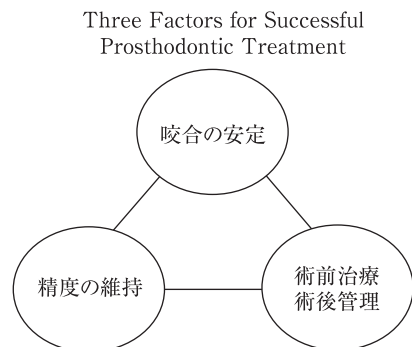 Three Factors for Successful
Prosthodontic Treatment
咬合の安定
精度の維持
術前治療
術後管理